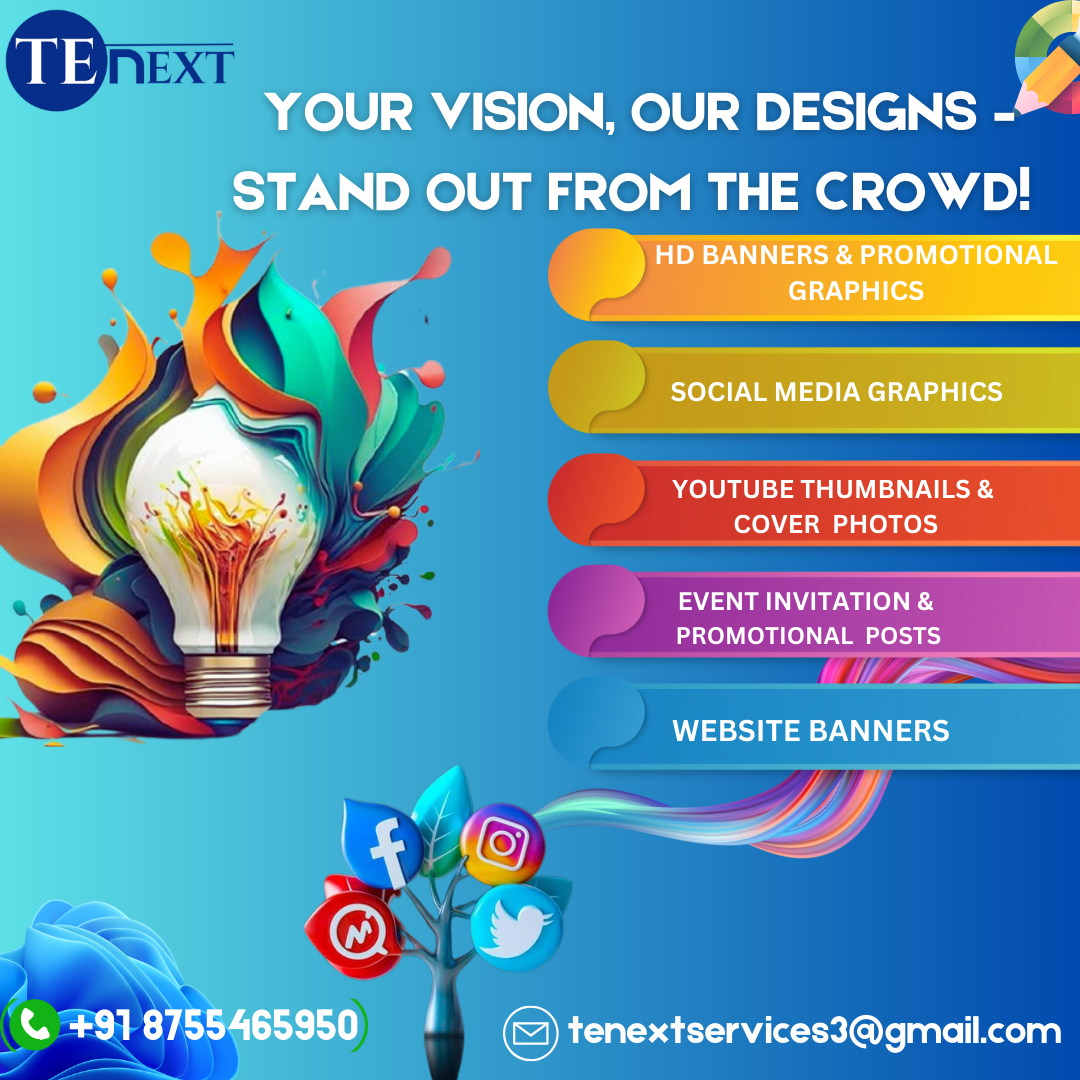 TEnEXT
YOUR VISION, OUR DESIGNS -
STAND OUT FROM THE CROWD!
HD BANNERS & PROMOTIONAL
GRAPHICS
SOCIAL MEDIA GRAPHICS
YOUTUBE THUMBNAILS &
COVER PHOTOS
EVENT INVITATION &
PROMOTIONAL POSTS
WEBSITE BANNERS
+91 8755465950
tenextservices3@gmail.com